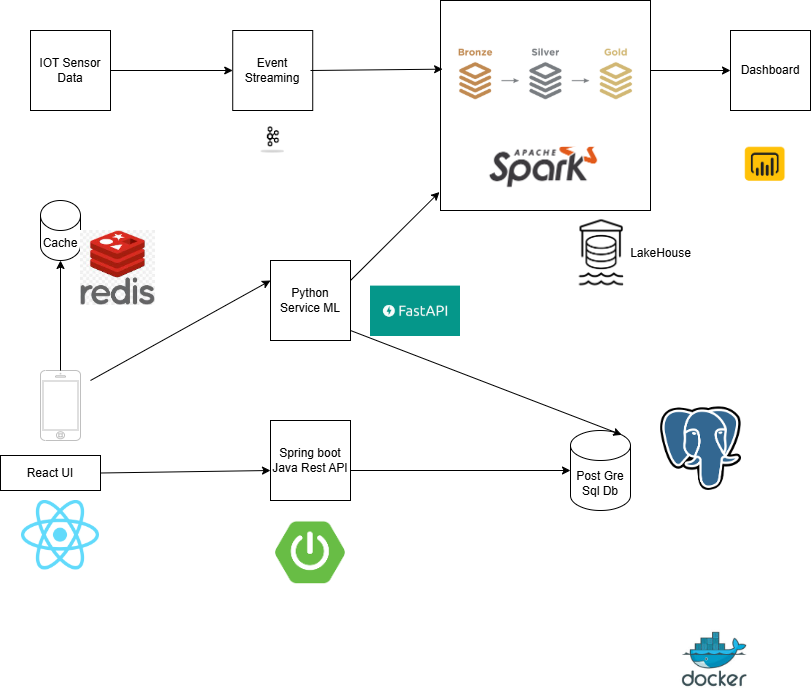 IOT Sensor
Data
Event
Streaming
Bronze
Silver
Gold
APACHE
Spark
Dashboard
Cache
redis
LakeHouse
Python
Service ML
FastAPI
React UI
Spring boot
Java Rest API
Post Gre
Sql Db
docker